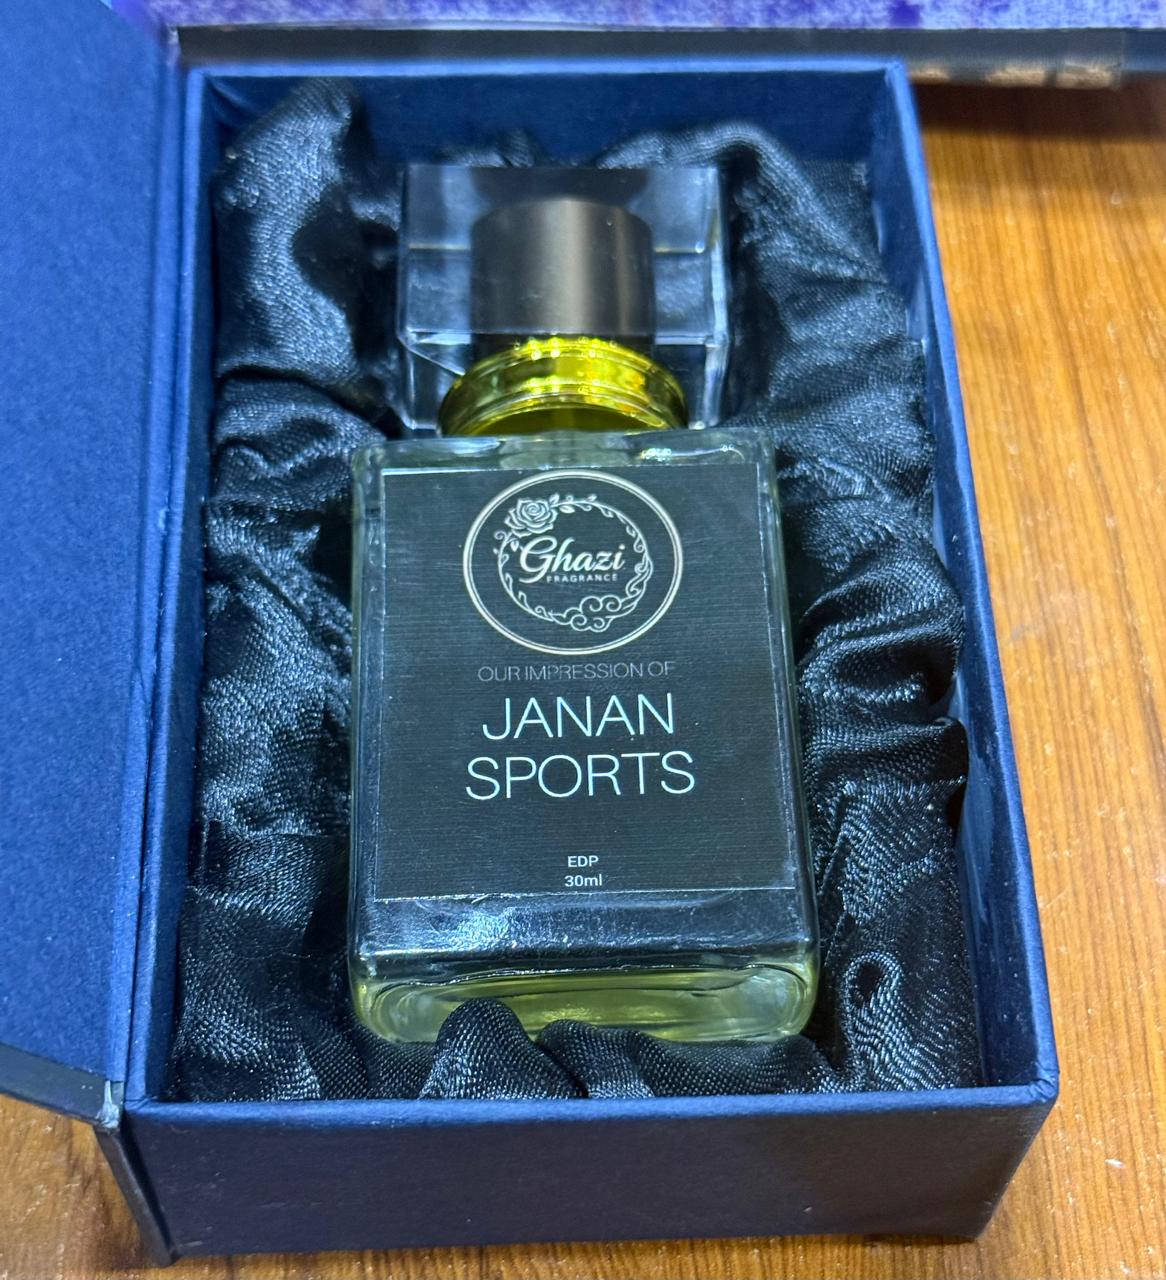 Ghazi
FRAGRANCE
OUR IMPRESSION OF
JANAN
SPORTS
EDP
30ml